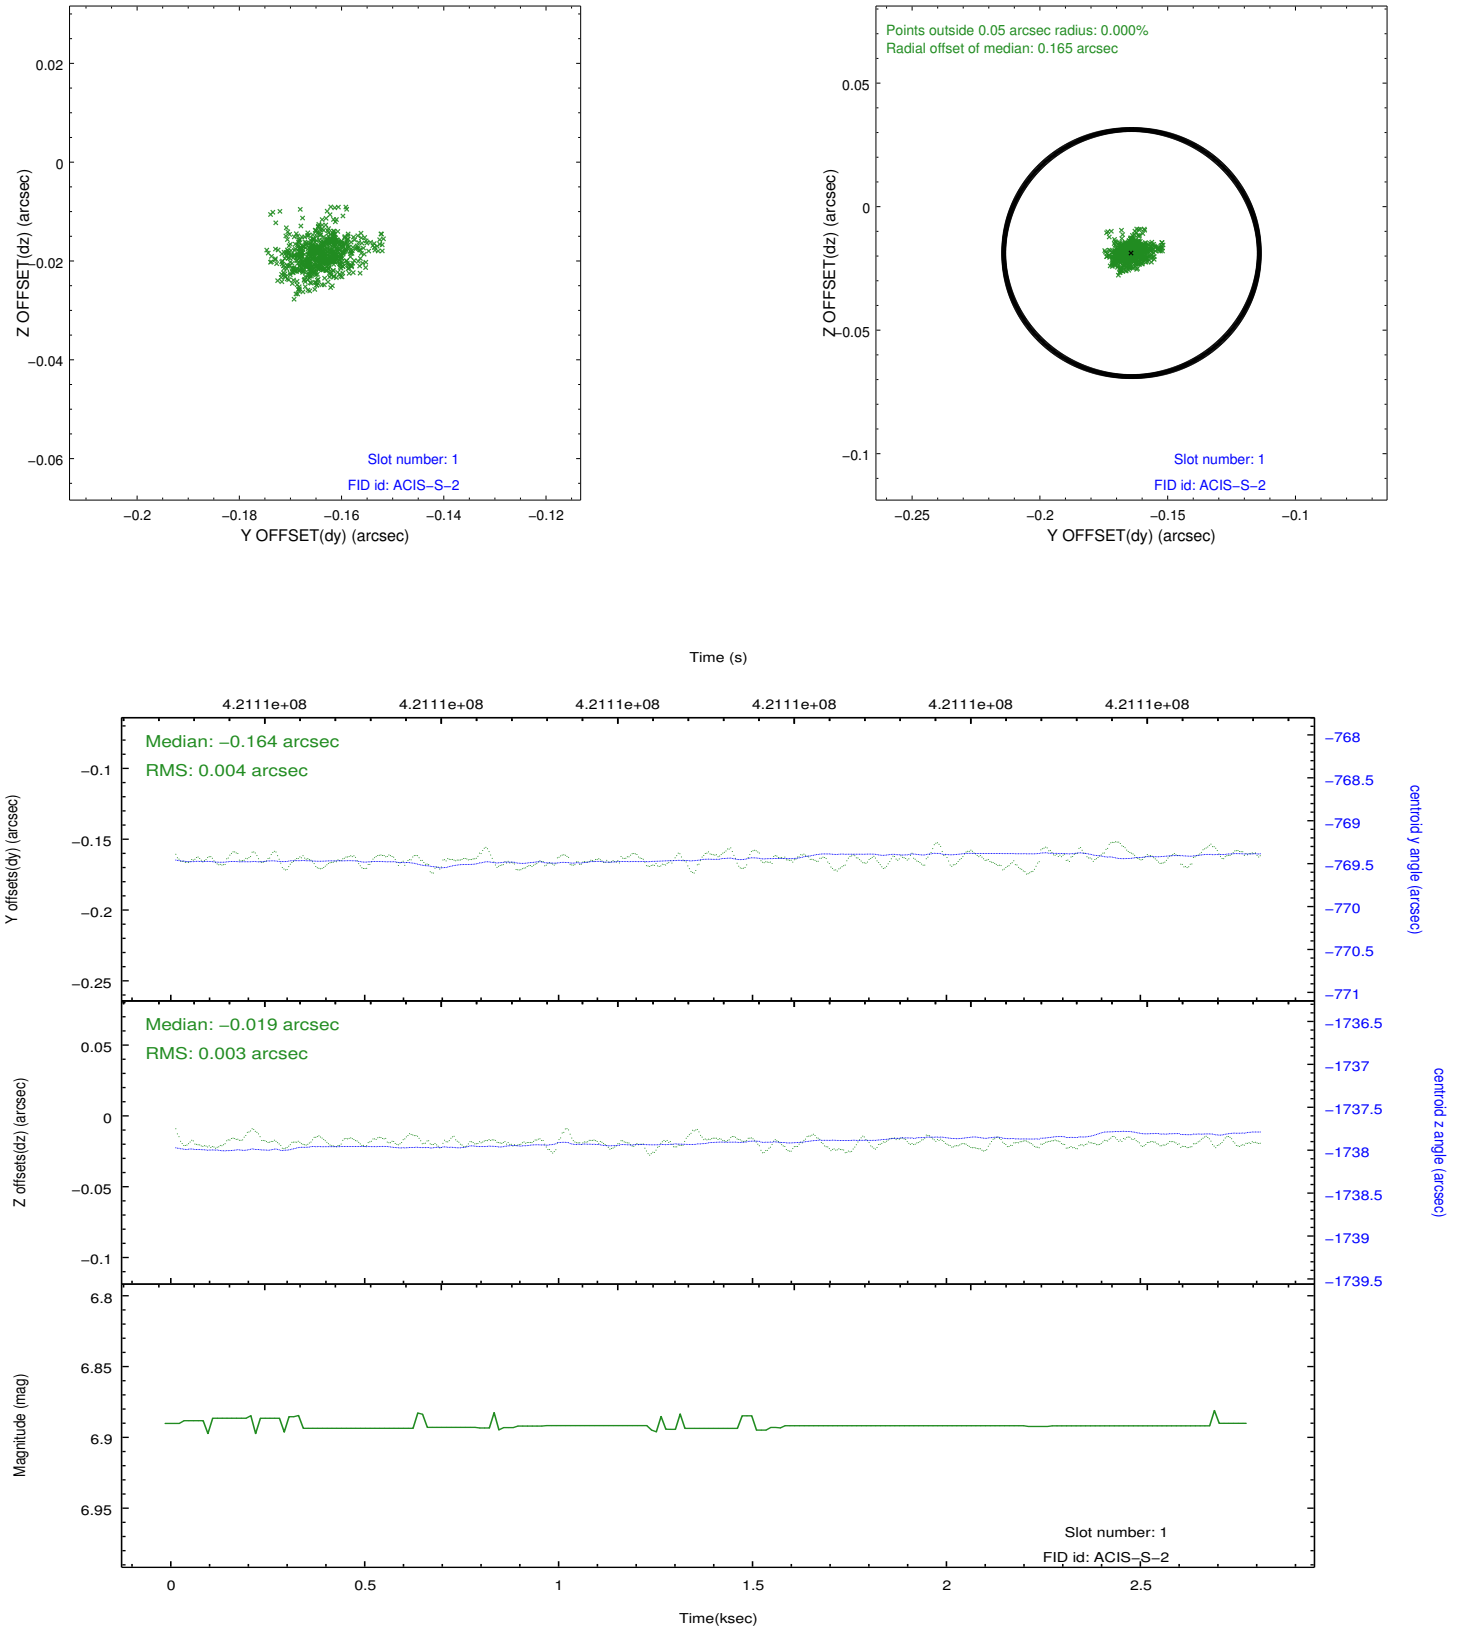 0.02
0
−0.02
−0.04
−0.06
Z OFFSET(dz) (arcsec)
Slot number: 1
FID id: ACIS−S−2
−0.2
−0.18
−0.16
−0.14
−0.12
Y OFFSET(dy) (arcsec)
Points outside 0.05 arcsec radius: 0.000%
Radial offset of median: 0.165 arcsec
0.05
0
−0.05
−0.1
Z OFFSET(dz) (arcsec)
Slot number: 1
FID id: ACIS−S−2
−0.25
−0.2
−0.15
−0.1
Y OFFSET(dy) (arcsec)
Time (s)
4.2111e+08
4.2111e+08
4.2111e+08
4.2111e+08
4.2111e+08
4.2111e+08
Median: −0.164 arcsec
RMS: 0.004 arcsec
−0.1
−0.15
−0.2
−0.25
Y offsets(dy) (arcsec)
−768
−768.5
−769
−769.5
−770
−770.5
−771
centroid y angle (arcsec)
Median: −0.019 arcsec
RMS: 0.003 arcsec
0.05
0
−0.05
−0.1
Z offsets(dz) (arcsec)
−1736.5
−1737
−1737.5
−1738
−1738.5
−1739
−1739.5
centroid z angle (arcsec)
6.8
6.85
6.9
6.95
Magnitude (mag)
Slot number: 1
FID id: ACIS−S−2
0
0.5
1
1.5
2
2.5
Time(ksec)